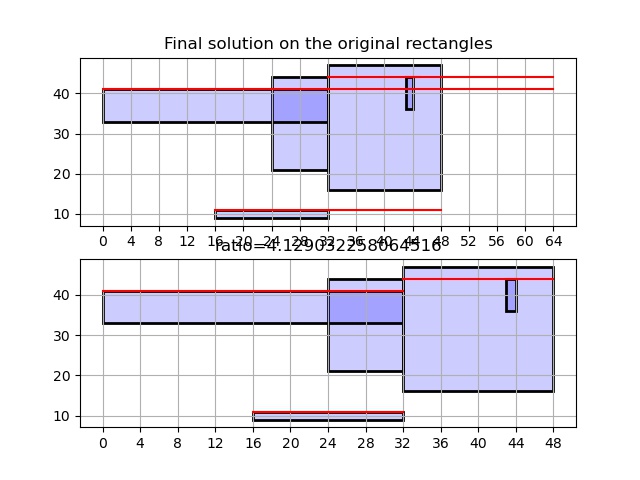 Final solution on the original rectangles
40
30
20
10
0 4 8 12 16 20 24 28 32 36 40 44 48 52 56 60 64
ratio=4.129032258064516
40
30
20
10
0 4 8 12 16 20 24 28 32 36 40 44 48